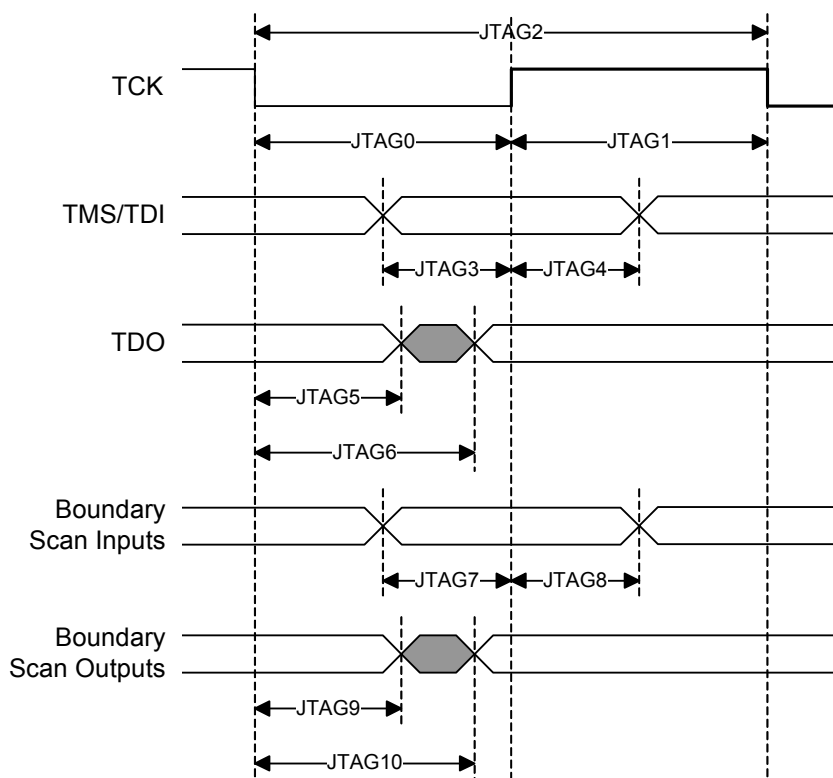 JTAG2
TCK
JTAG0
JTAG1
TMS/TDI
JTAG3
JTAG4
TDO
JTAG5
JTAG6
Boundary
Scan Inputs
JTAG7
JTAG8
Boundary
Scan Outputs
JTAG9
JTAG10